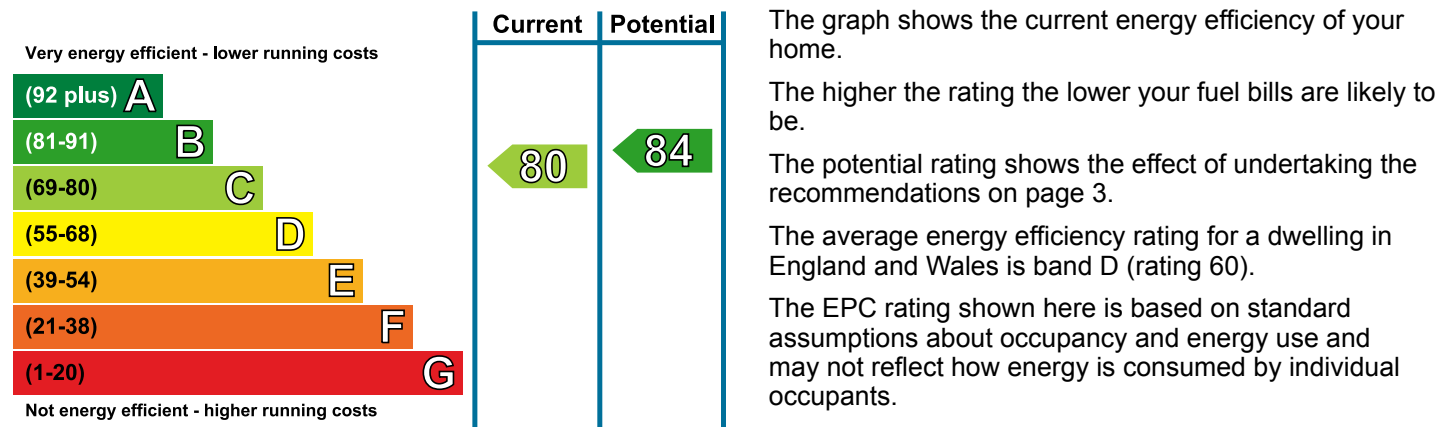 Current Potential
Very energy efficient - lower running costs
(92 plus) A
(81-91) B
(69-80) C
(55-68) D
(39-54) E
(21-38) F
(1-20) G
Not energy efficient - higher running costs
80
84
The graph shows the current energy efficiency of your
home.
The higher the rating the lower your fuel bills are likely to
be.
The potential rating shows the effect of undertaking the
recommendations on page 3.
The average energy efficiency rating for a dwelling in
England and Wales is band D (rating 60).
The EPC rating shown here is based on standard
assumptions about occupancy and energy use and
may not reflect how energy is consumed by individual
occupants.